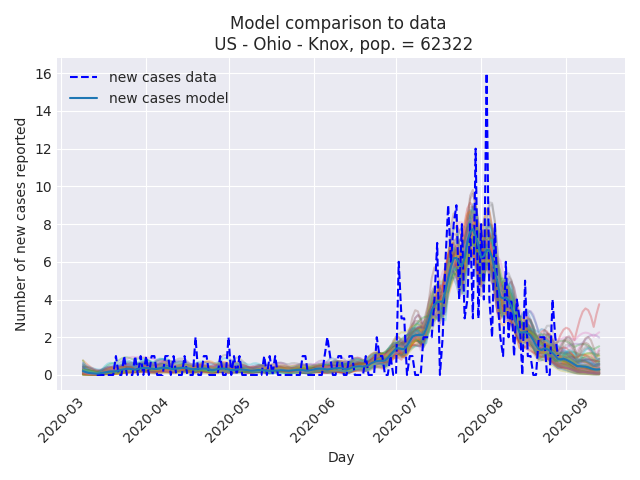 Model comparison to data
US - Ohio - Knox, pop. = 62322
new cases data
new cases model
Number of new cases reported
16
14
12
10
8
6
4
2
0
2020-03
2020-04
2020-05
2020-06
2020-07
2020-08
2020-09
Day